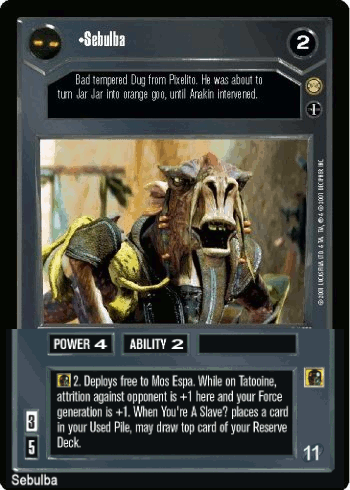 •Sebulba
2
Bad tempered Dug from Pixelito. He was about to
turn Jar Jar into orange goo, until Anakin intervened.
POWER 4
ABILITY 2
2. Deploys free to Mos Espa. While on Tatooine,
attrition against opponent is +1 here and your Force
generation is +1. When You're A Slave? places a card
in your Used Pile, may draw top card of your Reserve
Deck.
3
5
11
Sebulba